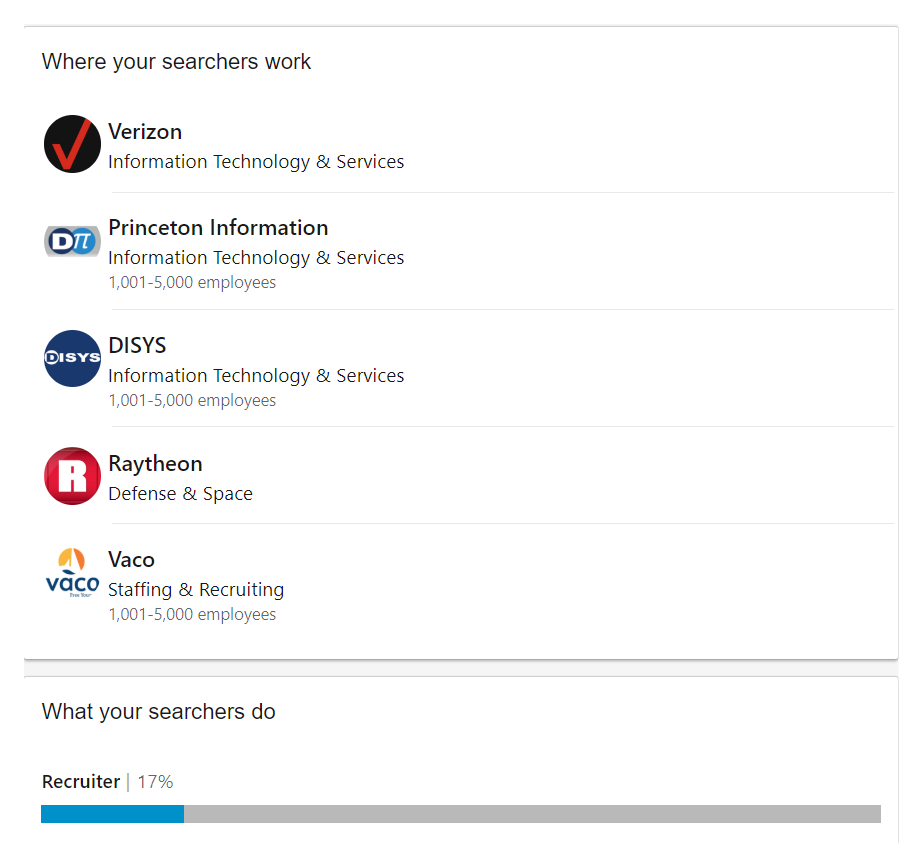 Where your searchers work
Verizon
Information Technology & Services
Dπ
Princeton Information
Information Technology & Services
1,001-5,000 employees
DISYS
DISYS
Information Technology & Services
1,001-5,000 employees
R
Raytheon
Defense & Space
vaco
Vaco
Staffing & Recruiting
1,001-5,000 employees
What your searchers do
Recruiter | 17%